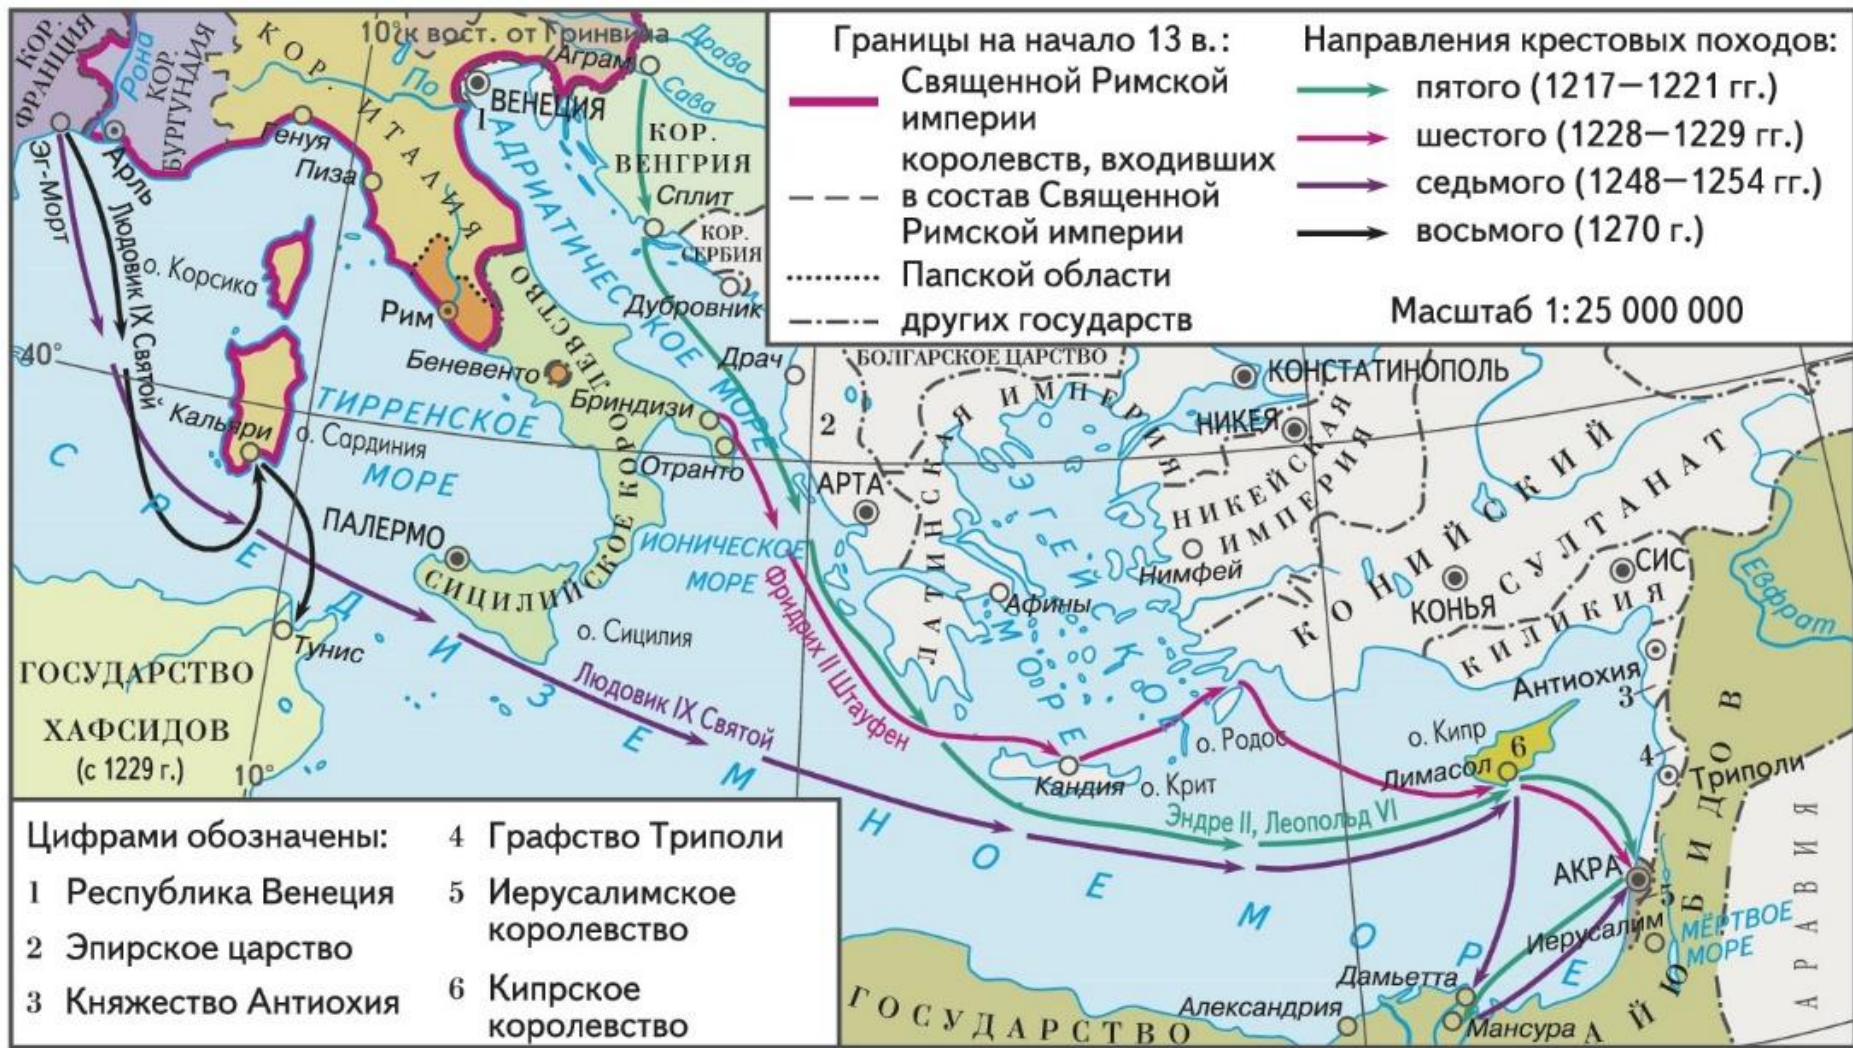 Границы на начало 13 в.:
Священной Римской
империи
королевств, входивших
в состав Священной
Римской империи
Папской области
других государств
Направления крестовых походов:
пятого (1217—1221 гг.)
шестого (1228—1229 гг.)
седьмого (1248—1254 гг.)
восьмого (1270 г.)
Масштаб 1:25 000 000
КОР.
ФРАНЦИЯ
Рона
КОР.
БУРГУНДИЯ
КОР. ИТАЛИЯ
10° к вост. от Гринвича
По
Аграм
Драва
Сава
ВЕНЕЦИЯ
1
КОР.
ВЕНГРИЯ
Генуя
Пиза
Арль
Эг-Морт
Людовик IX Святой
о. Корсика
АДРИАТИЧЕСКОЕ МОРЕ
Сплит
КОР.
СЕРБИЯ
Дубровник
Рим
40°
Беневенто
Драч
БОЛГАРСКОЕ ЦАРСТВО
КОНСТАТИНОПОЛЬ
ЛАТИНСКАЯ ИМПЕРИЯ
2
Бриндизи
Отранто
ТИРРЕНСКОЕ
МОРЕ
Кальяри
о. Сардиния
НИКЕЯ
НИКЕЙСКАЯ
ИМПЕРИЯ
АРТА
ПАЛЕРМО
СИЦИЛИЙСКОЕ КОРОЛЕВСТВО
ИОНИЧЕСКОЕ
МОРЕ
ЭГЕЙСКОЕ
МОРЕ
Нимфей
Афины
КОНИЙСКИЙ
СУЛТАНАТ
КОНЬЯ
СИС
КИЛИКИЯ
Евфрат
Тунис
о. Сицилия
Фридрих II Штауфен
Людовик IX Святой
ГОСУДАРСТВО
ХАФСИДОВ
(с 1229 г.)
10°
СРЕДИЗЕМНОЕ МОРЕ
Антиохия
3
о. Родос
о. Кипр
6
4
Триполи
Лимасол
Кандия
о. Крит
Эндре II, Леопольд VI
АКРА
5
Иерусалим
МЁРТВОЕ
МОРЕ
АРАВИЯ
Дамьетта
Александрия
Мансура
ГОСУДАРСТВО АЙЮБИДОВ
Цифрами обозначены:
1 Республика Венеция
2 Эпирское царство
3 Княжество Антиохия
4 Графство Триполи
5 Иерусалимское
королевство
6 Кипрское
королевство